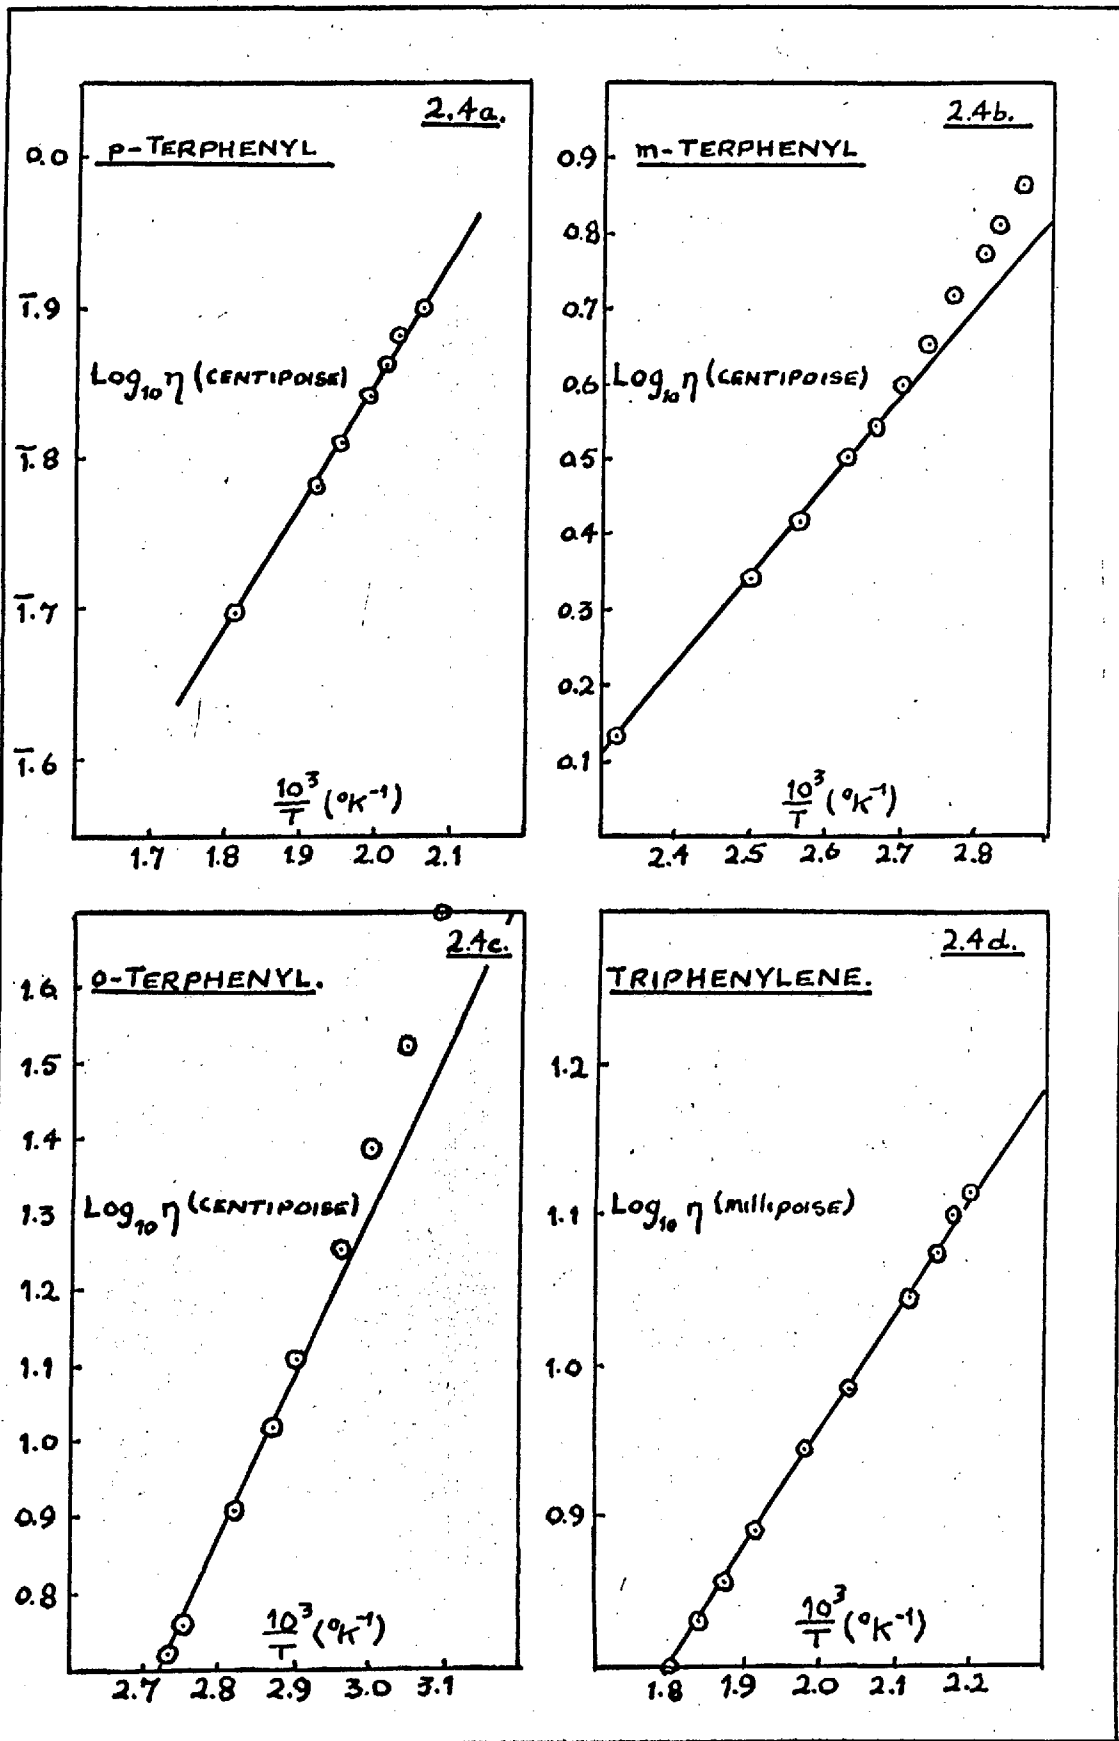 2.4a.
p-TERPHENYL
0.0
1̅.9
1̅.8
1̅.7
1̅.6
Log₁₀ η (CENTIPOISE)
10³/T (°K⁻¹)
1.7 1.8 1.9 2.0 2.1
2.4b.
m-TERPHENYL
0.9
0.8
0.7
0.6
0.5
0.4
0.3
0.2
0.1
Log₁₀ η (CENTIPOISE)
10³/T (°K⁻¹)
2.4 2.5 2.6 2.7 2.8
2.4c.
o-TERPHENYL.
1.6
1.5
1.4
1.3
1.2
1.1
1.0
0.9
0.8
Log₁₀ η (CENTIPOISE)
10³/T (°K⁻¹)
2.7 2.8 2.9 3.0 3.1
2.4d.
TRIPHENYLENE.
1.2
1.1
1.0
0.9
Log₁₀ η (MILLIPOISE)
10³/T (°K⁻¹)
1.8 1.9 2.0 2.1 2.2